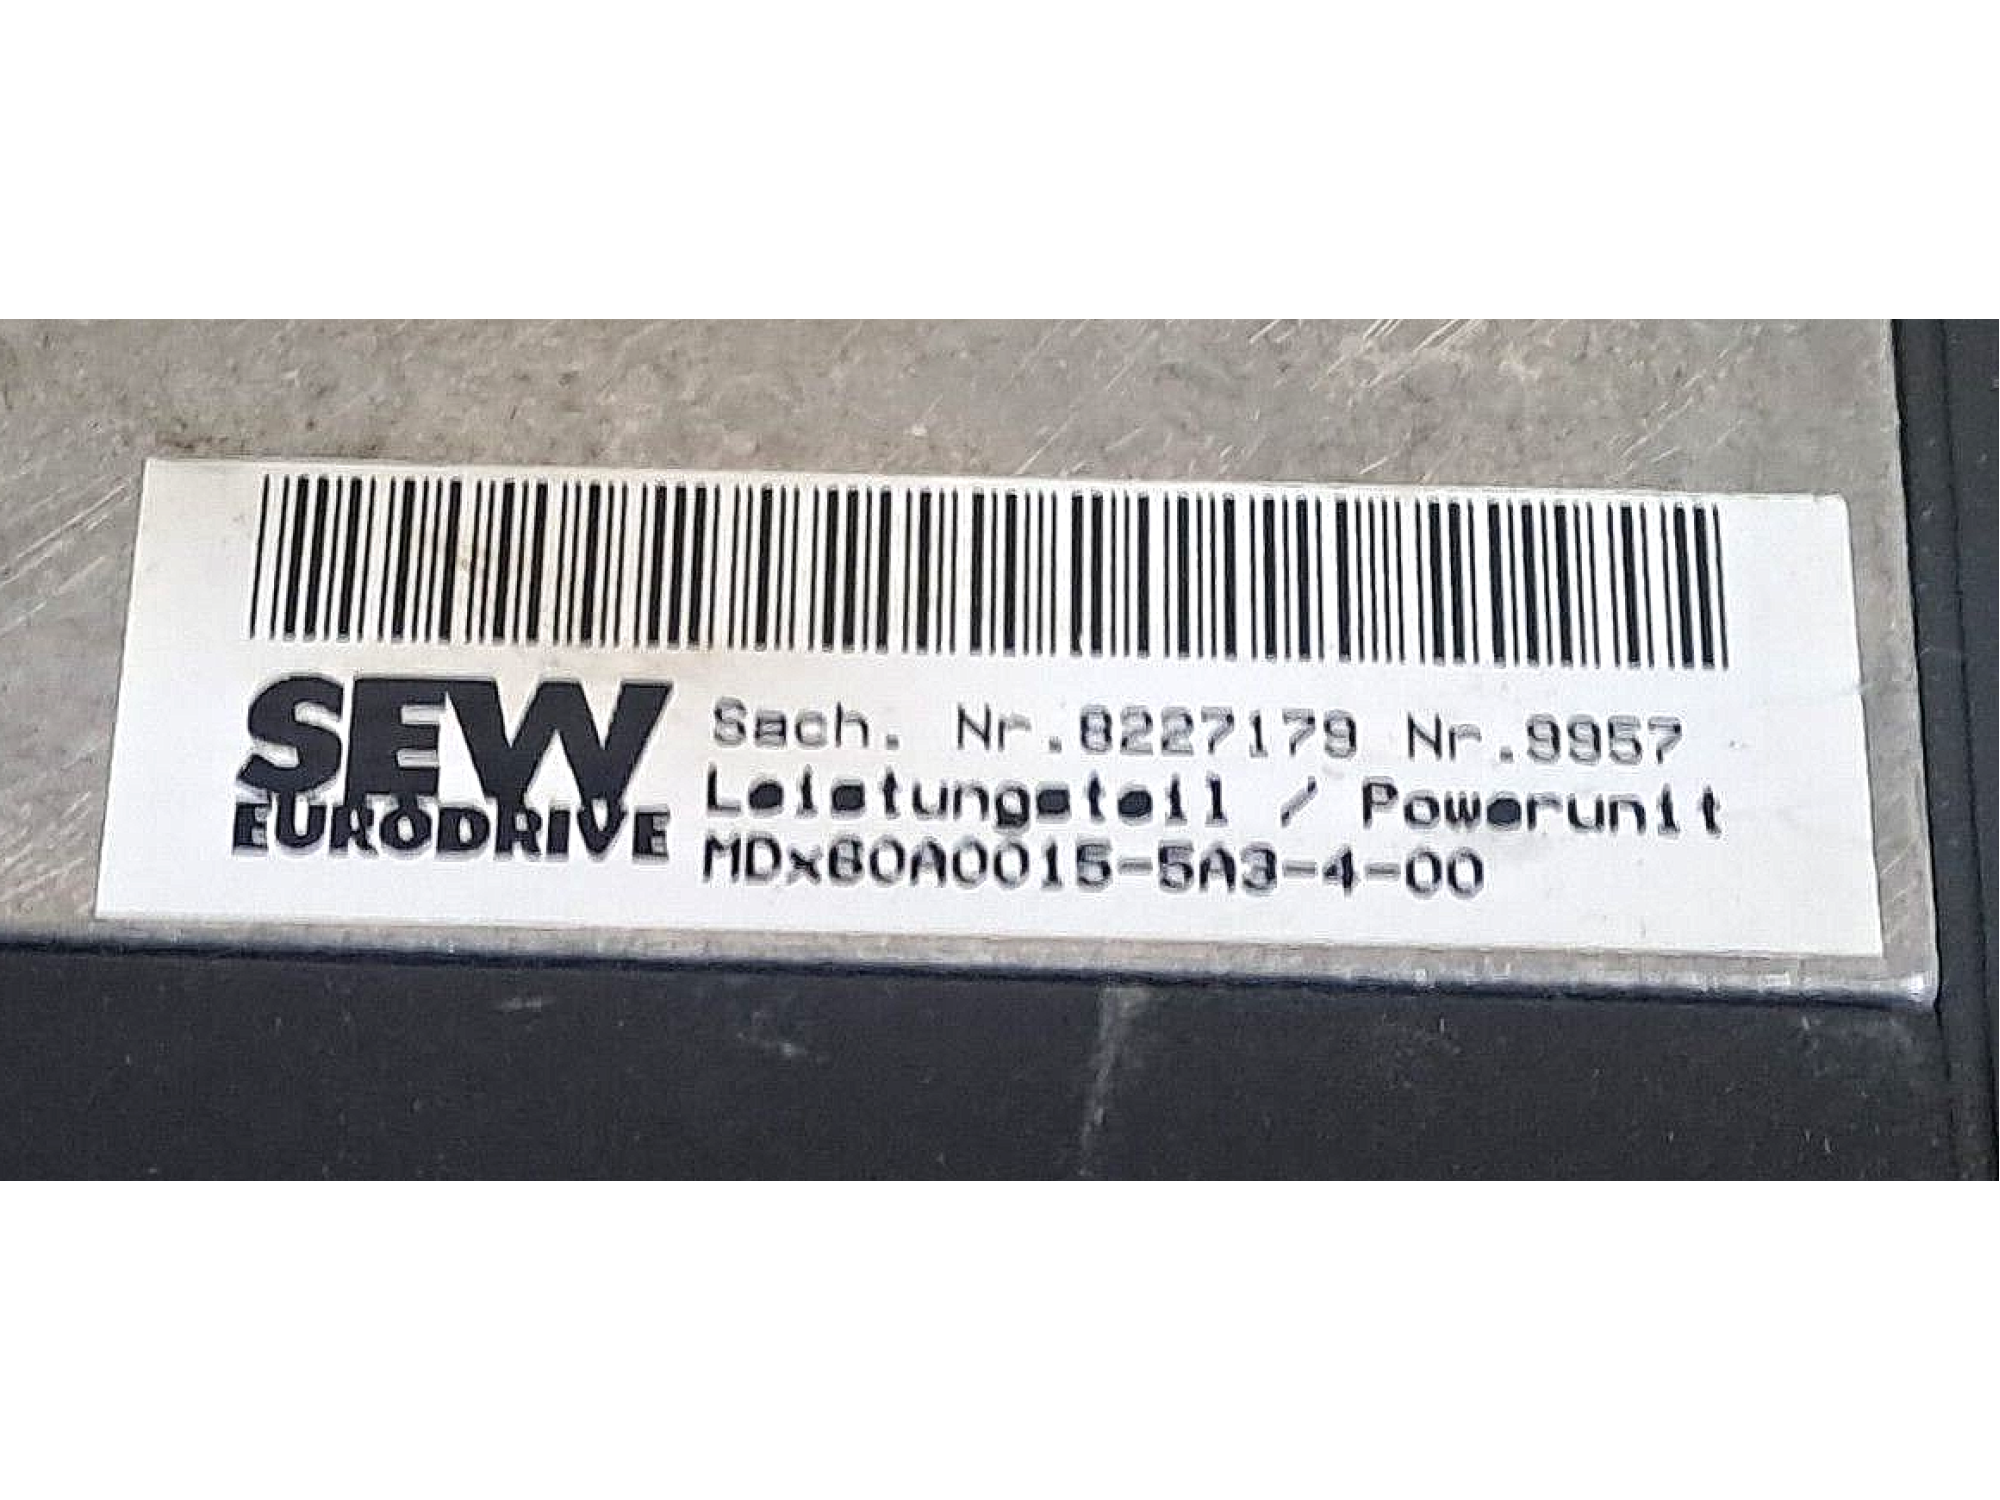 SEW
EURODRIVE
Sach. Nr.8227179 Nr.9957
Leistungsteil / Powerunit
MDx60A0015-5A3-4-00